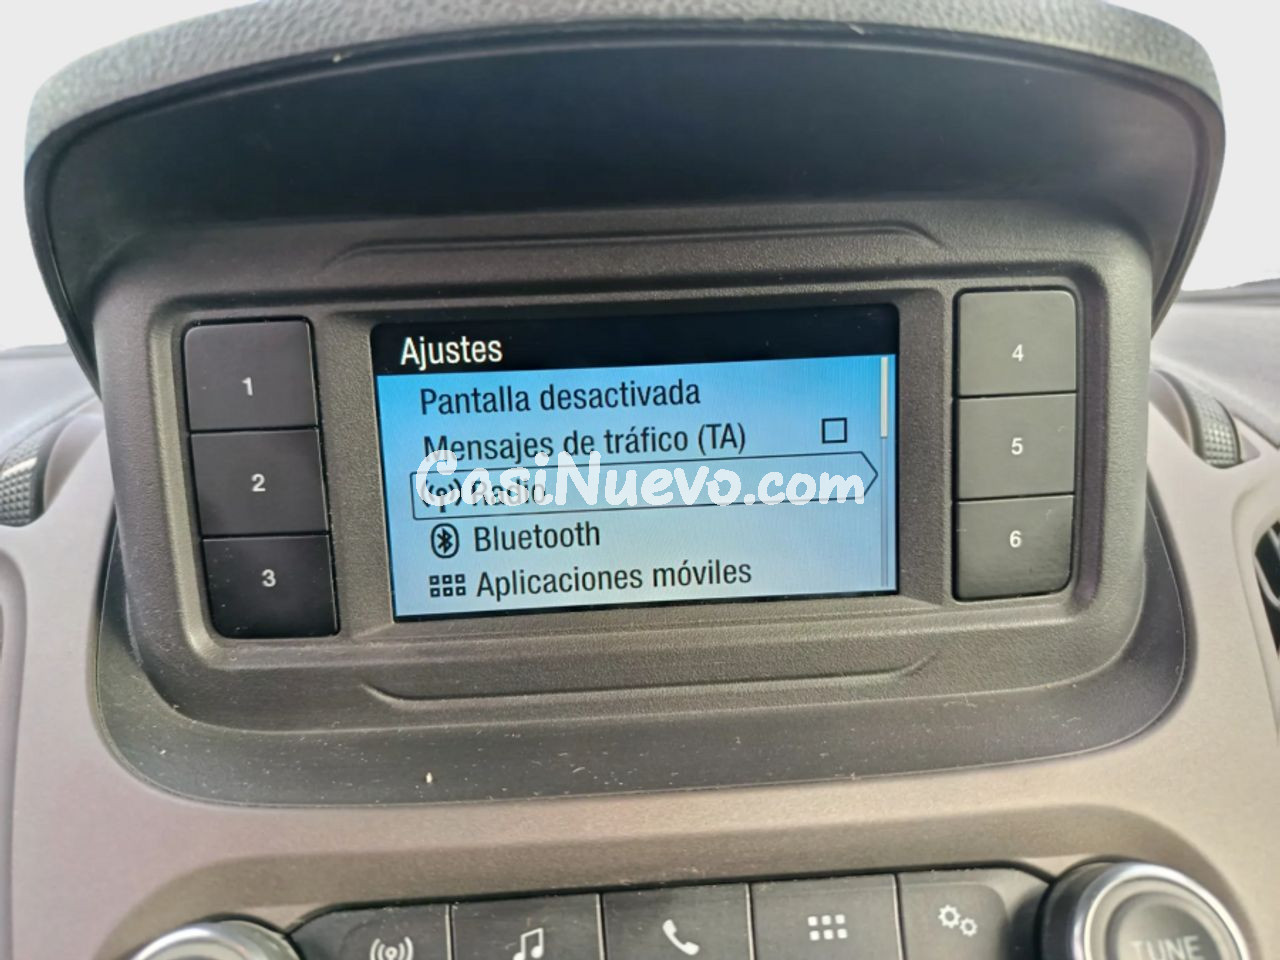 Ajustes
Pantalla desactivada
Mensajes de tráfico (TA)
Radio
CasiNuevo.com
Bluetooth
Aplicaciones móviles
1
2
3
4
5
6
TUNE